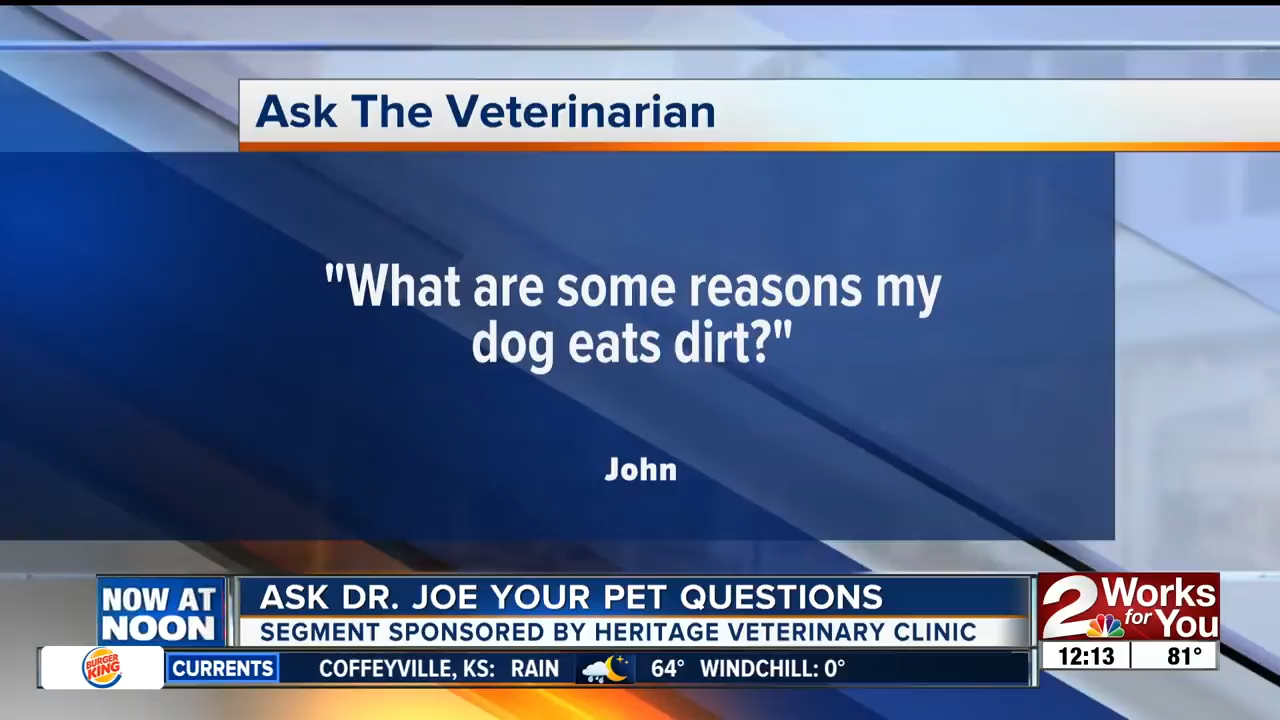 Ask The Veterinarian
"What are some reasons my
dog eats dirt?"
John
NOW AT
NOON
ASK DR. JOE YOUR PET QUESTIONS
SEGMENT SPONSORED BY HERITAGE VETERINARY CLINIC
2 Works
for You
12:13 81°
BURGER
KING
CURRENTS
COFFEYVILLE, KS: RAIN 64° WINDCHILL: 0°